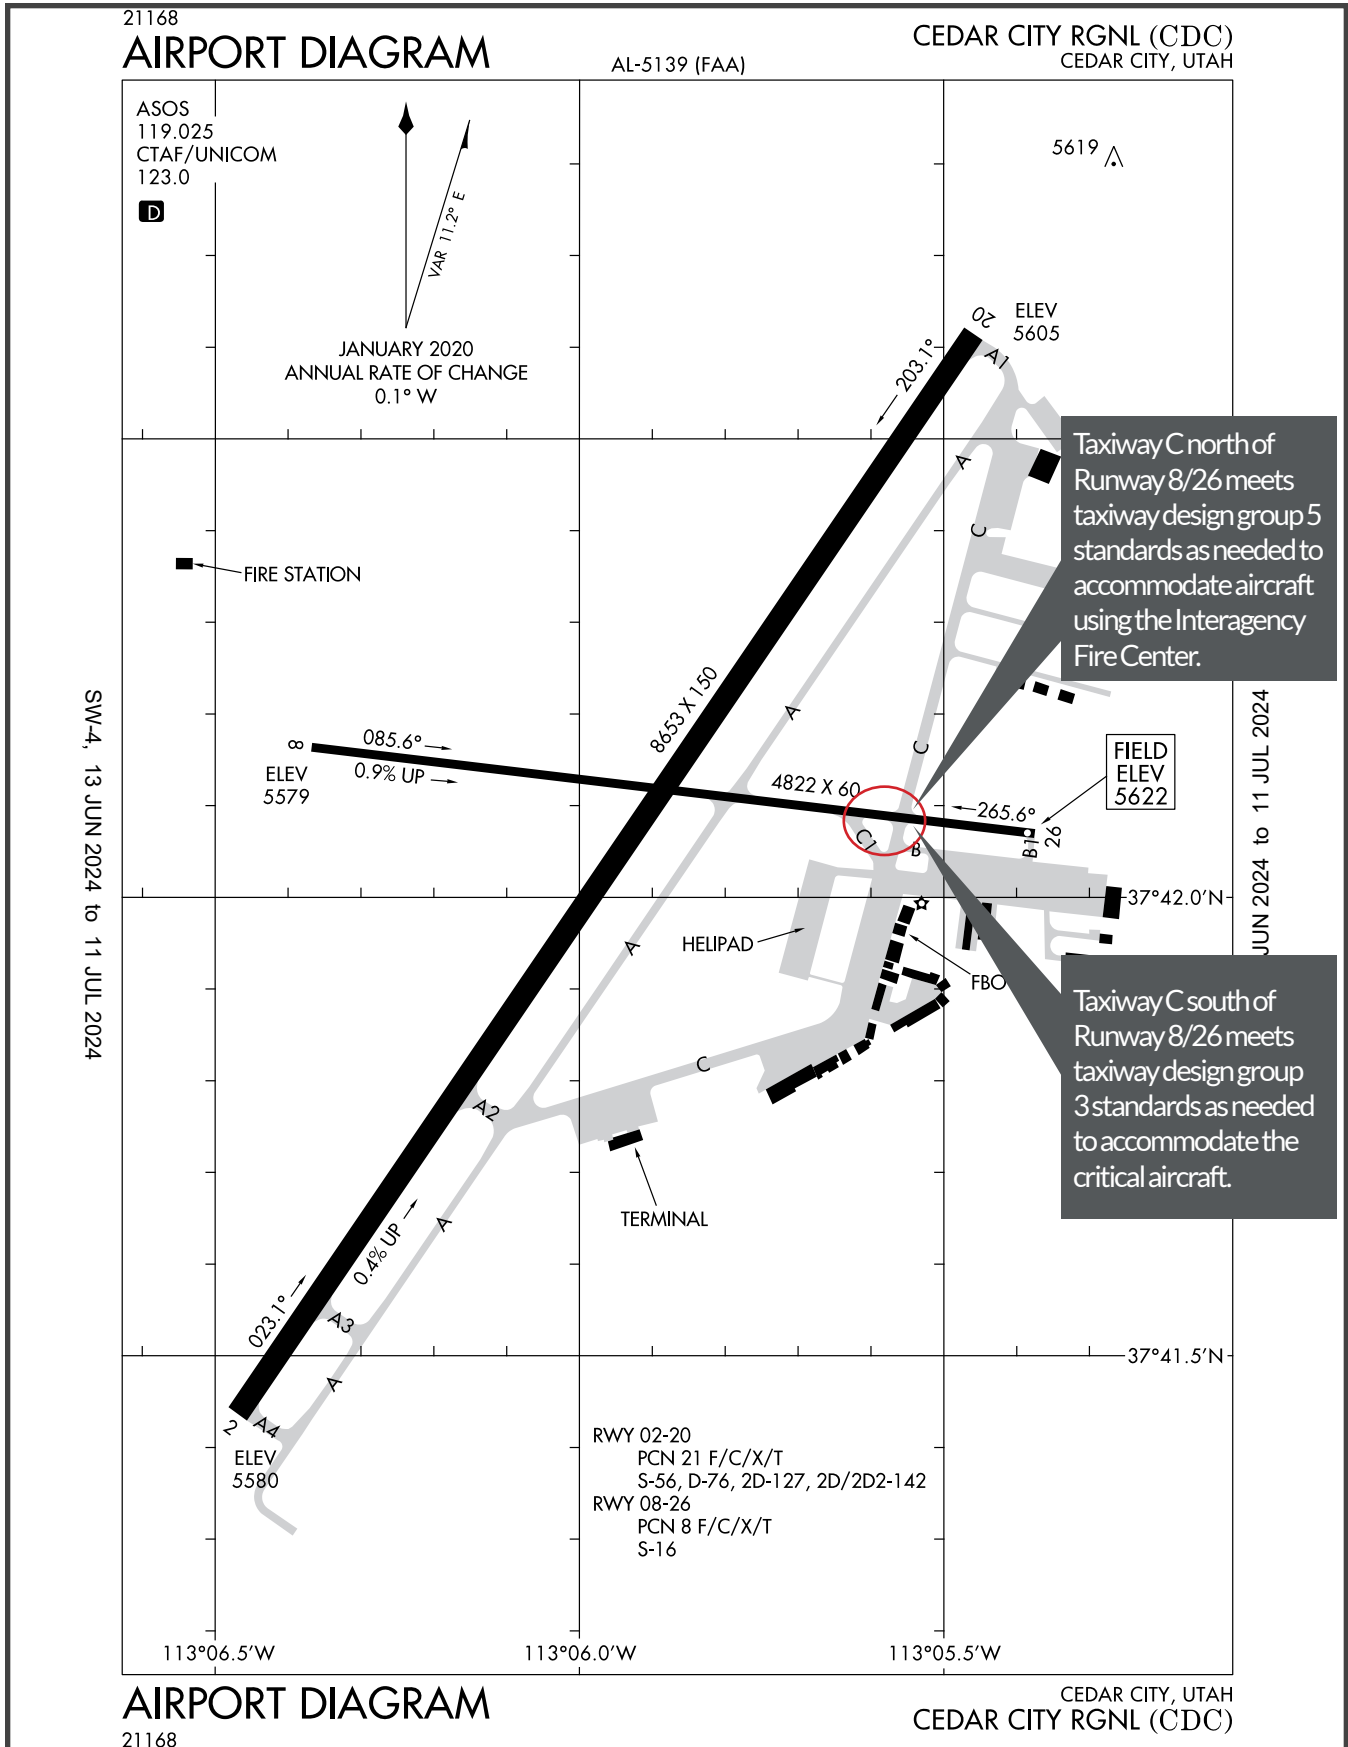 21168
AIRPORT DIAGRAM
AL-5139 (FAA)
CEDAR CITY RGNL (CDC)
CEDAR CITY, UTAH
ASOS
119.025
CTAF/UNICOM
123.0
D
VAR 11.2° E
JANUARY 2020
ANNUAL RATE OF CHANGE
0.1° W
5619
20
ELEV
5605
A1
203.1°
A
C
Taxiway C north of
Runway 8/26 meets
taxiway design group 5
standards as needed to
accommodate aircraft
using the Interagency
Fire Center.
FIRE STATION
8653 X 150
A
C
8
085.6°
0.9% UP
ELEV
5579
4822 X 60
265.6°
FIELD
ELEV
5622
C1
B
B1
26
37°42.0'N
HELIPAD
A
FBO
Taxiway C south of
Runway 8/26 meets
taxiway design group
3 standards as needed
to accommodate the
critical aircraft.
C
A2
TERMINAL
A
0.4% UP
023.1°
A3
A
37°41.5'N
2
A4
ELEV
5580
RWY 02-20
PCN 21 F/C/X/T
S-56, D-76, 2D-127, 2D/2D2-142
RWY 08-26
PCN 8 F/C/X/T
S-16
113°06.5'W
113°06.0'W
113°05.5'W
SW-4, 13 JUN 2024 to 11 JUL 2024
JUN 2024 to 11 JUL 2024
AIRPORT DIAGRAM
21168
CEDAR CITY, UTAH
CEDAR CITY RGNL (CDC)